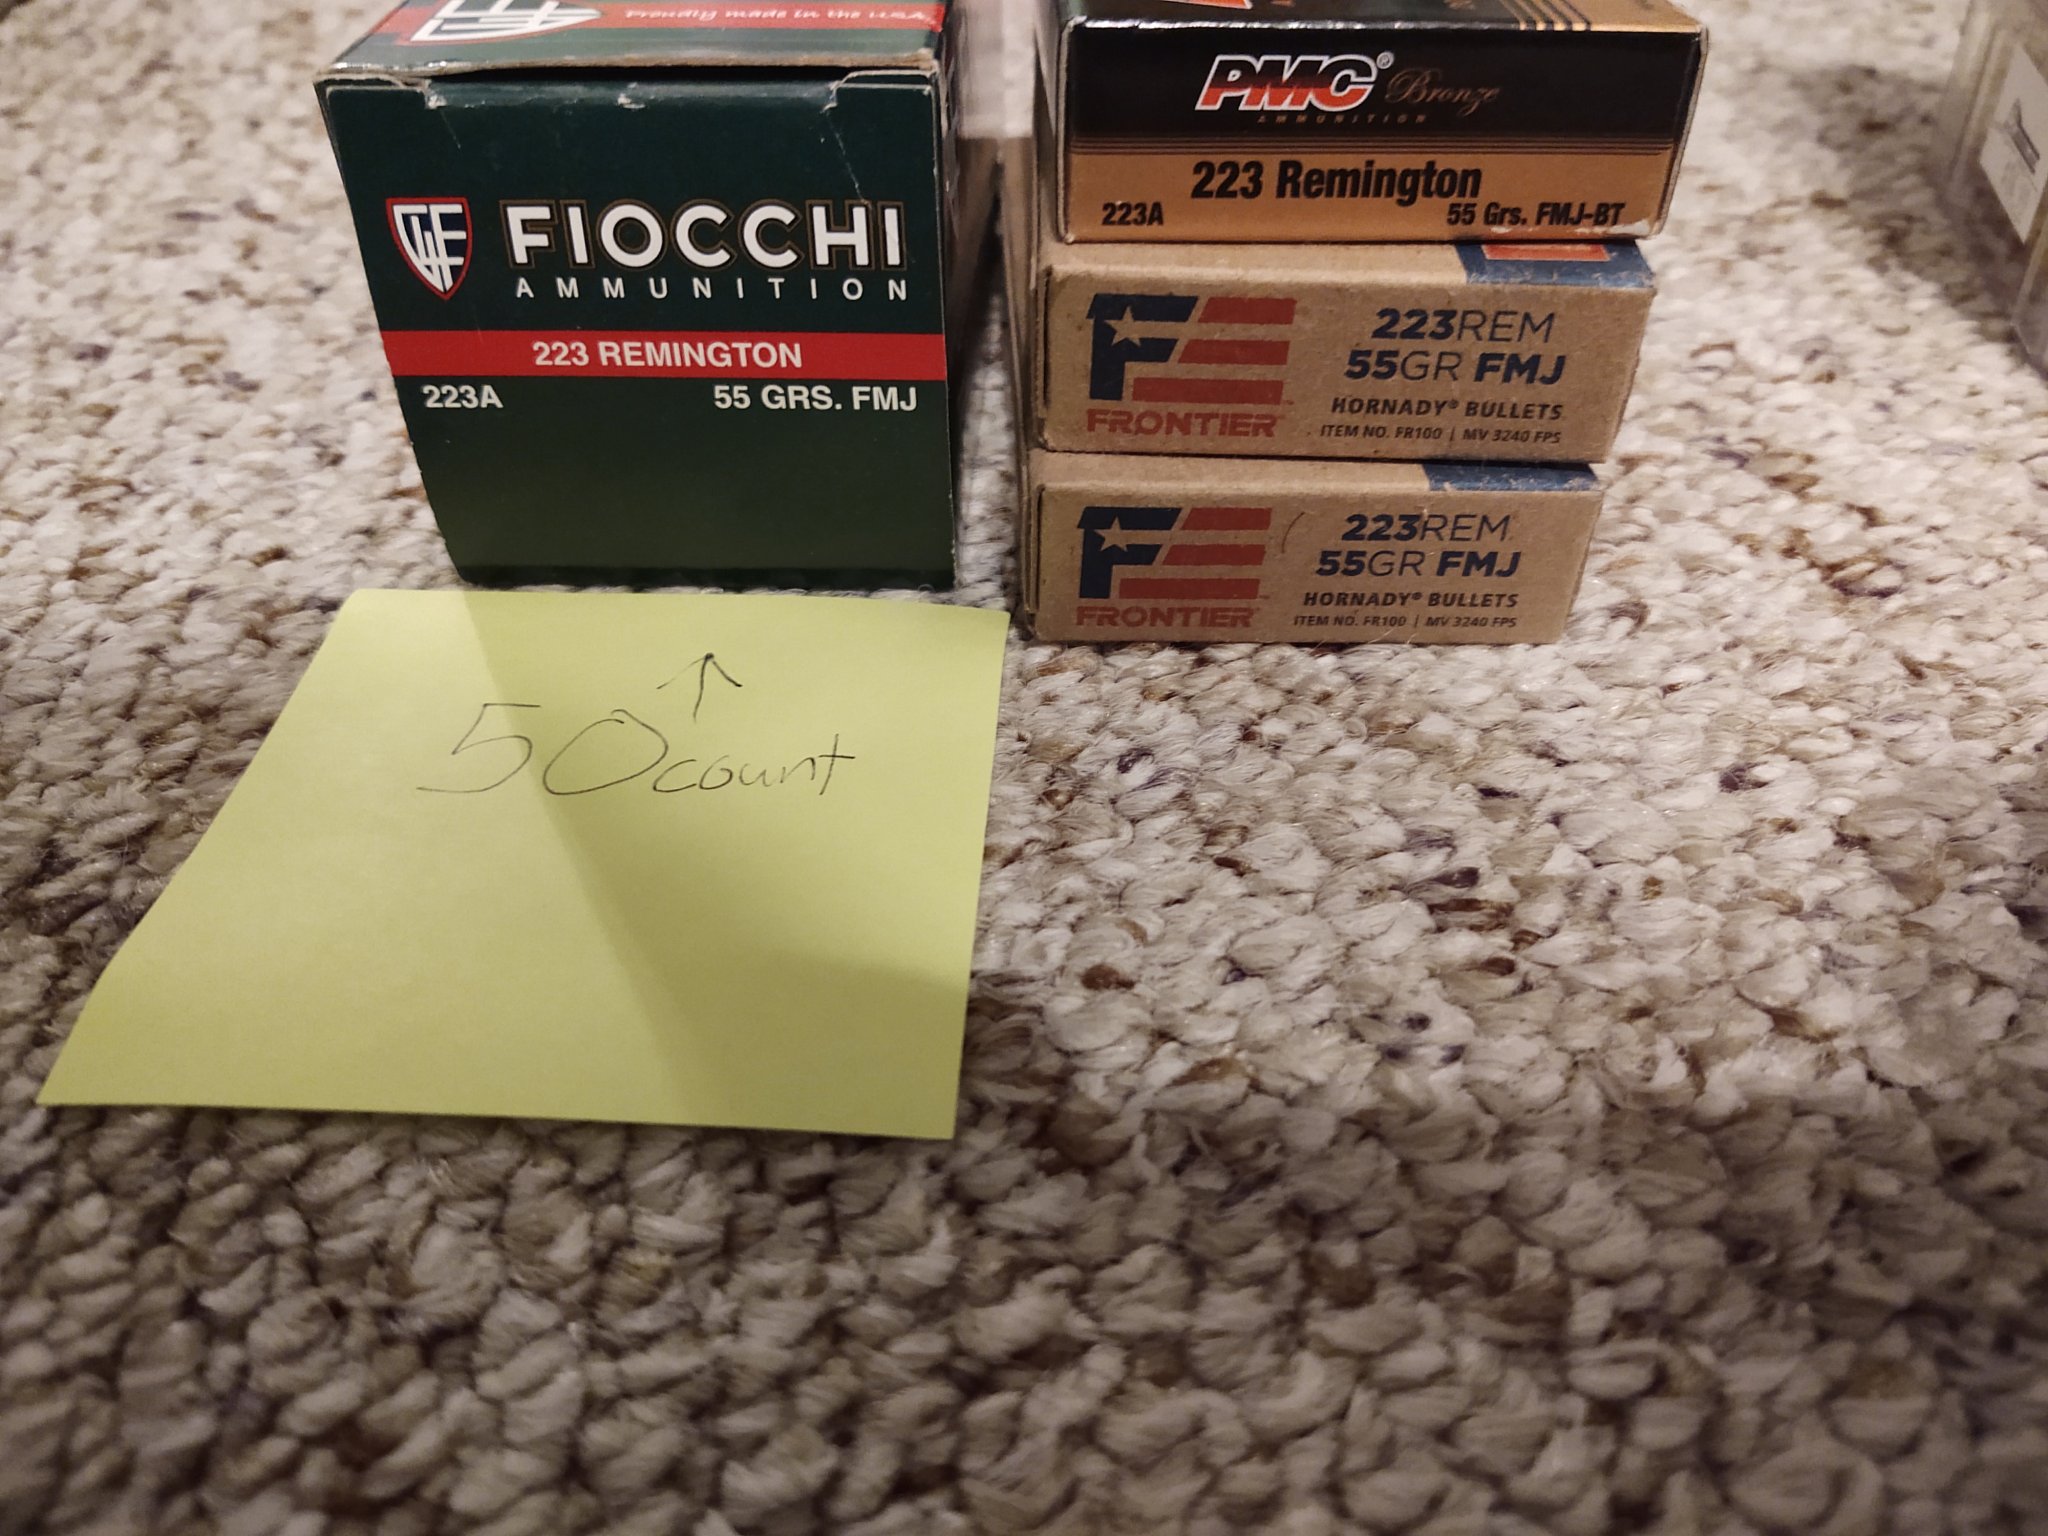 Proudly made in the USA
FIOCCHI
AMMUNITION
223 REMINGTON
223A 55 GRS. FMJ
PMC® Bronze
AMMUNITION
223 Remington
223A 55 Grs. FMJ-BT
223REM
55GR FMJ
HORNADY® BULLETS
ITEM NO. FR100 | MV 3240 FPS
FRONTIER
223REM
55GR FMJ
HORNADY® BULLETS
ITEM NO. FR100 | MV 3240 FPS
FRONTIER
50 count